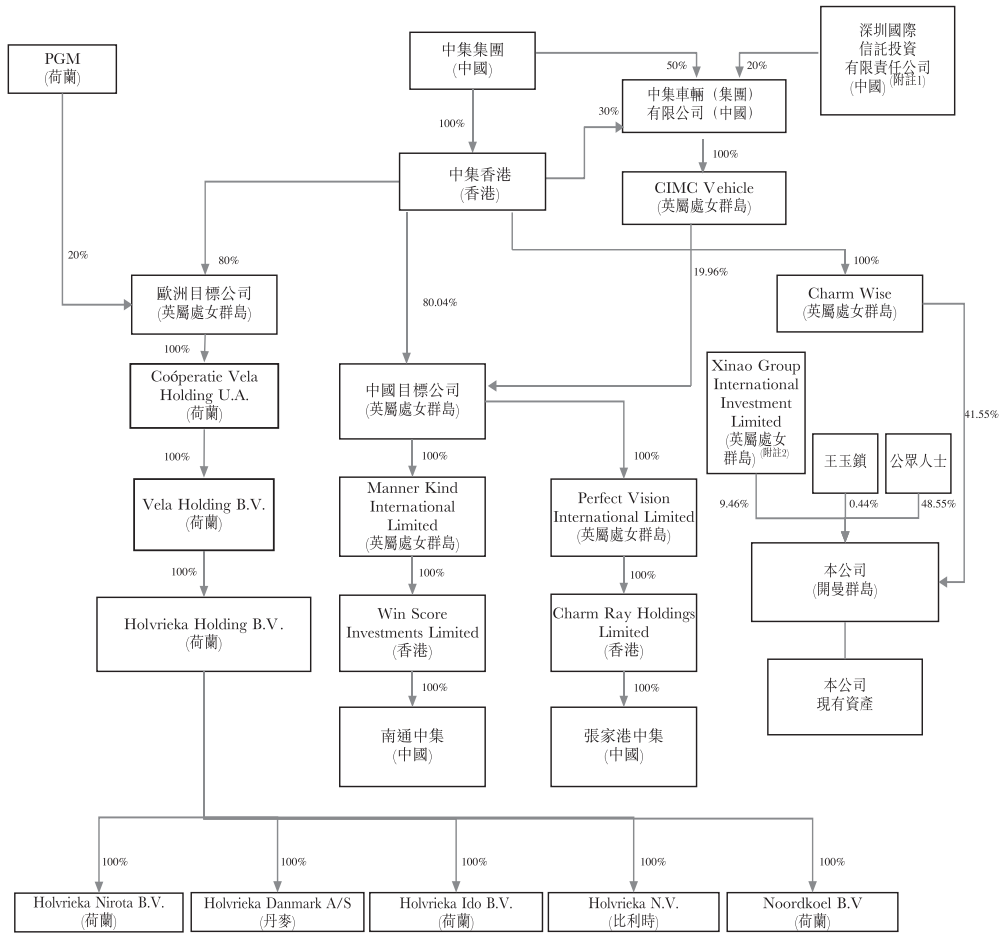 深圳國際
信託投資
有限責任公司
(中國) (附註1)
中集集團
(中國)
PGM
(荷蘭)
50%
20%
中集車輛（集團）
有限公司（中國）
30%
100%
100%
中集香港
(香港)
CIMC Vehicle
(英屬處女群島)
20%
80%
19.96%
100%
歐洲目標公司
(英屬處女群島)
80.04%
Charm Wise
(英屬處女群島)
100%
Coóperatie Vela
Holding U.A.
(荷蘭)
中國目標公司
(英屬處女群島)
Xinao Group
International
Investment
Limited
(英屬處女
群島) (附註2)
41.55%
王玉鎖
公眾人士
100%
100%
100%
Vela Holding B.V.
(荷蘭)
Manner Kind
International
Limited
(英屬處女群島)
Perfect Vision
International Limited
(英屬處女群島)
9.46%
0.44%
48.55%
本公司
(開曼群島)
100%
100%
100%
Holvrieka Holding B.V.
(荷蘭)
Win Score
Investments Limited
(香港)
Charm Ray Holdings
Limited
(香港)
本公司
現有資產
100%
100%
南通中集
(中國)
張家港中集
(中國)
100%
100%
100%
100%
100%
Holvrieka Nirota B.V.
(荷蘭)
Holvrieka Danmark A/S
(丹麥)
Holvrieka Ido B.V.
(荷蘭)
Holvrieka N.V.
(比利時)
Noordkoel B.V
(荷蘭)